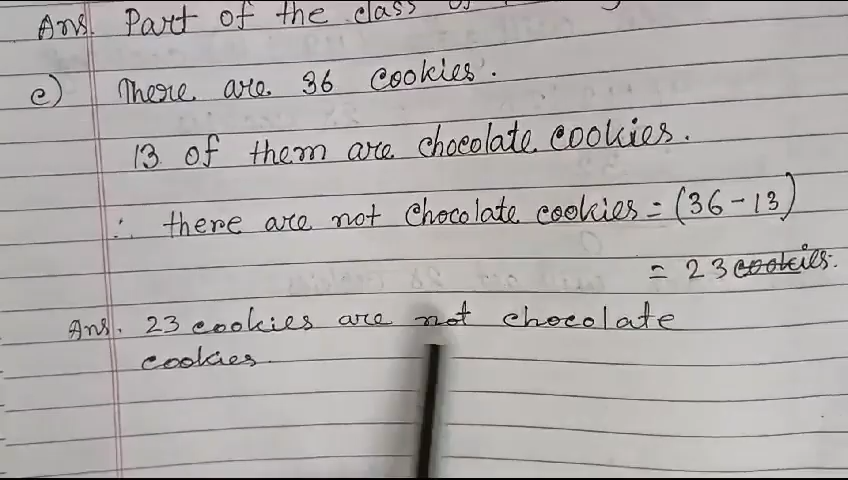 Ans. Part of the class
e) There are 36 cookies.
13 of them are chocolate cookies.
∴ there are not chocolate cookies = (36-13)
= 23 cookies.
Ans. 23 cookies are not chocolate
cookies.